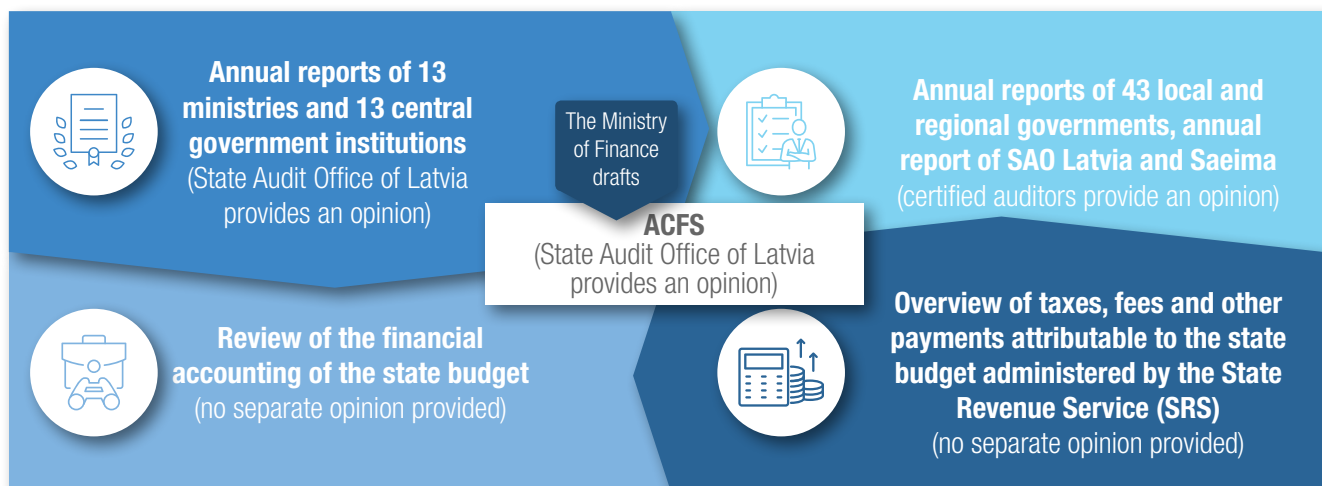 Annual reports of 13
ministries and 13 central
government institutions
(State Audit Office of Latvia
provides an opinion)
The Ministry
of Finance
drafts
Annual reports of 43 local and
regional governments, annual
report of SAO Latvia and Saeima
(certified auditors provide an opinion)
ACFS
(State Audit Office of Latvia
provides an opinion)
Review of the financial
accounting of the state budget
(no separate opinion provided)
Overview of taxes, fees and other
payments attributable to the state
budget administered by the State
Revenue Service (SRS)
(no separate opinion provided)